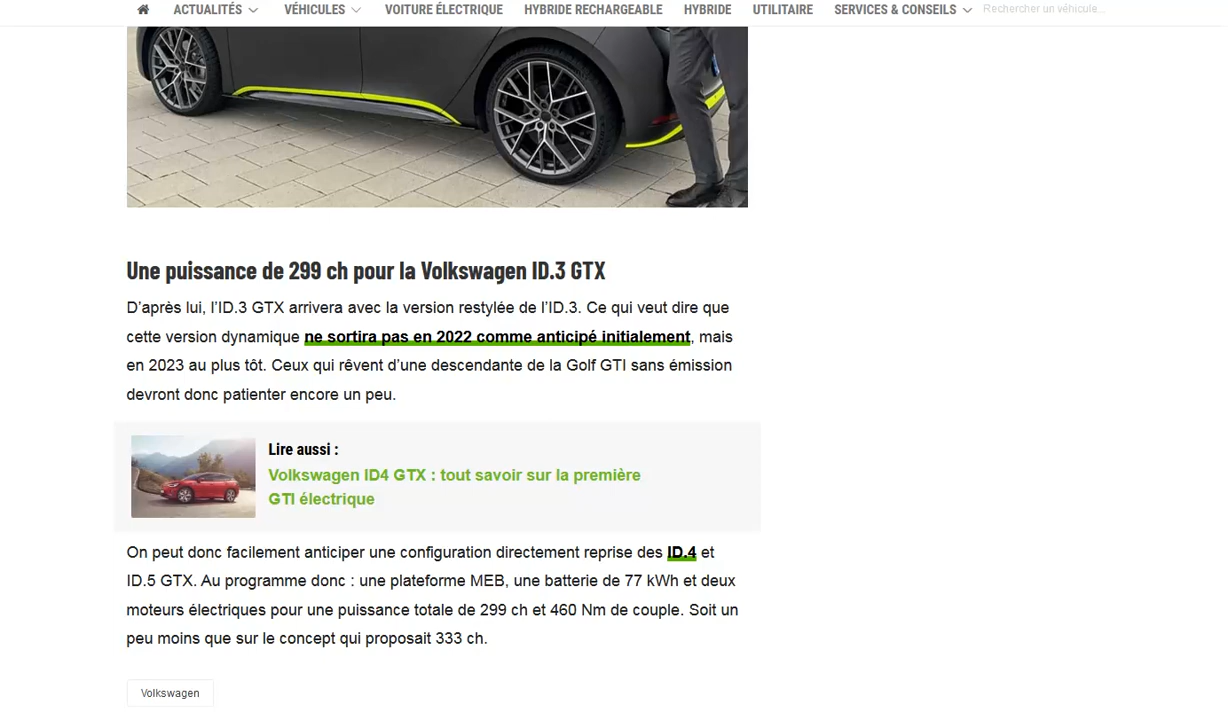 ACTUALITÉS VÉHICULES VOITURE ÉLECTRIQUE HYBRIDE RECHARGEABLE HYBRIDE UTILITAIRE SERVICES & CONSEILS Rechercher un véhicule...
Une puissance de 299 ch pour la Volkswagen ID.3 GTX
D’après lui, l’ID.3 GTX arrivera avec la version restylée de l’ID.3. Ce qui veut dire que
cette version dynamique ne sortira pas en 2022 comme anticipé initialement, mais
en 2023 au plus tôt. Ceux qui rêvent d’une descendante de la Golf GTI sans émission
devront donc patienter encore un peu.
Lire aussi :
Volkswagen ID4 GTX : tout savoir sur la première
GTI électrique
On peut donc facilement anticiper une configuration directement reprise des ID.4 et
ID.5 GTX. Au programme donc : une plateforme MEB, une batterie de 77 kWh et deux
moteurs électriques pour une puissance totale de 299 ch et 460 Nm de couple. Soit un
peu moins que sur le concept qui proposait 333 ch.
Volkswagen